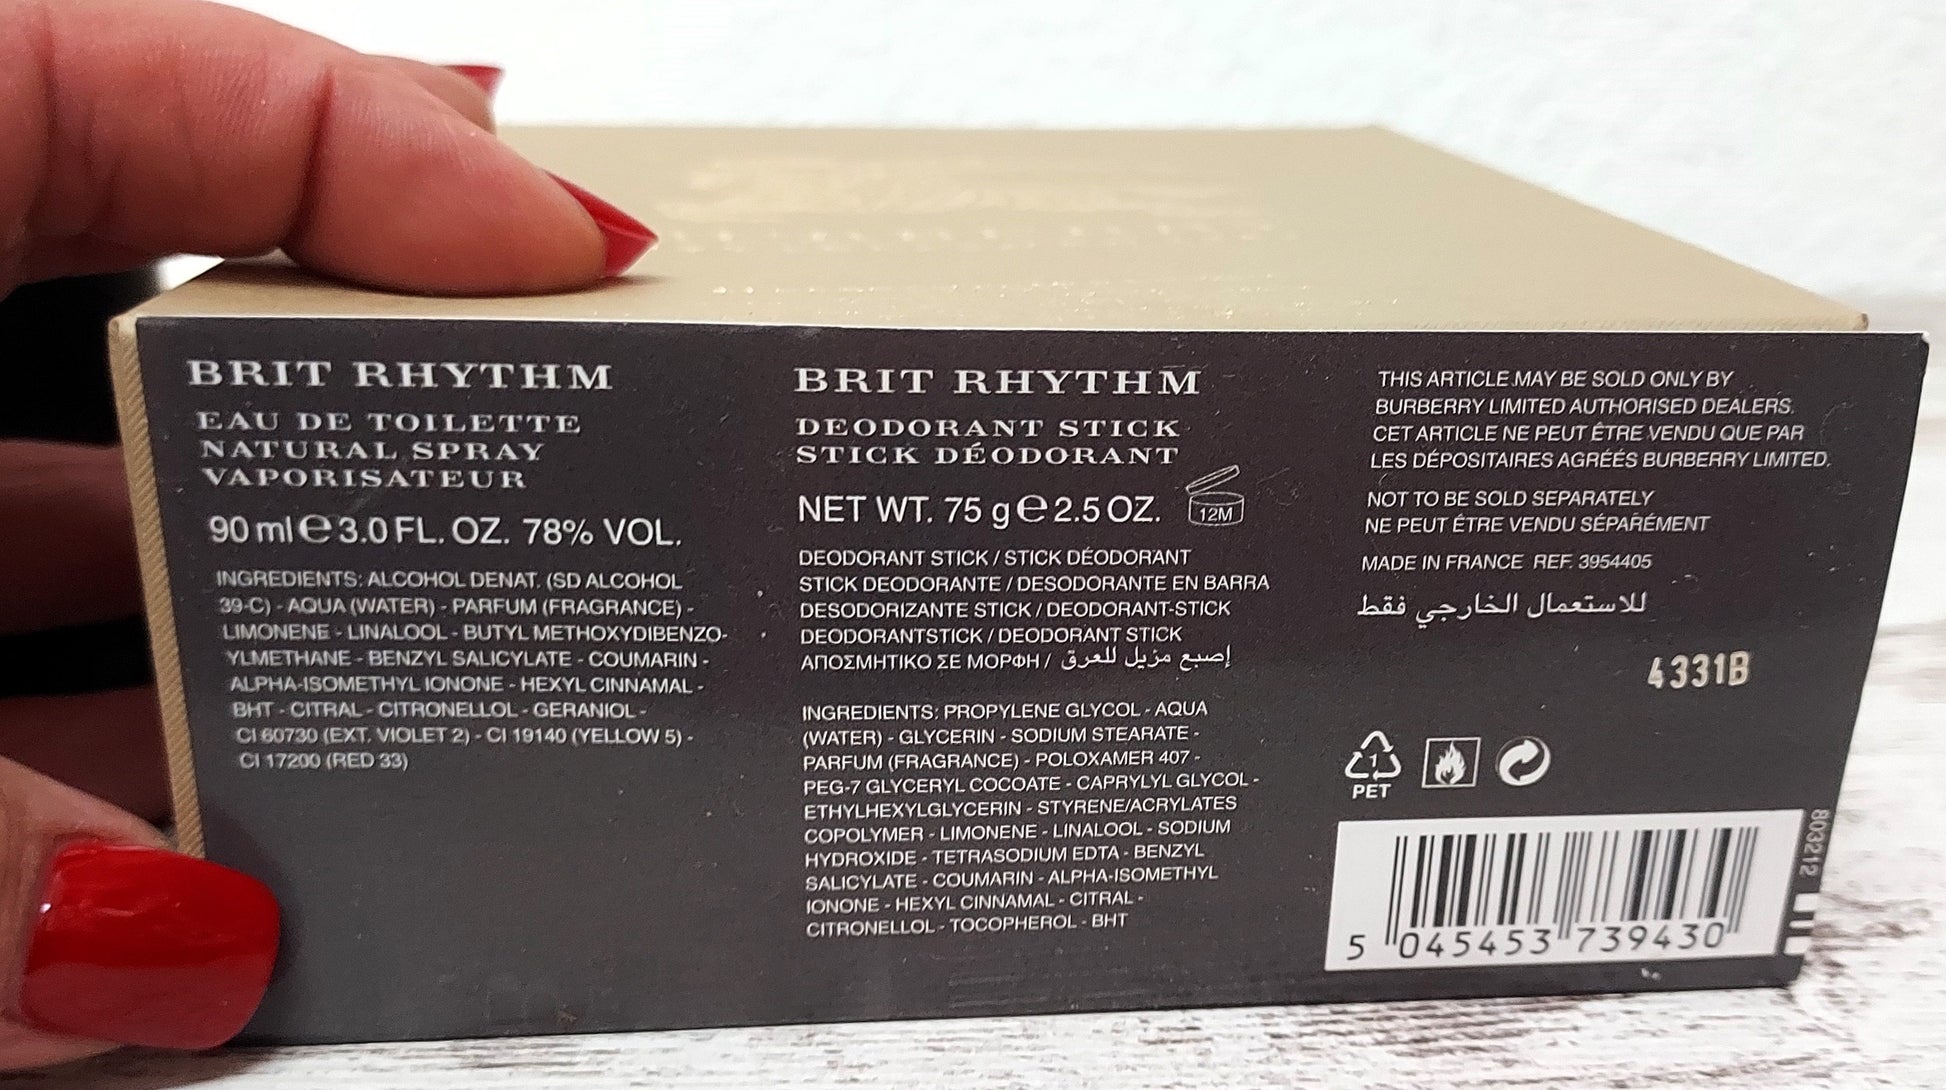 BRIT RHYTHM
EAU DE TOILETTE
NATURAL SPRAY
VAPORISATEUR
90 ml ℮ 3.0 FL. OZ. 78% VOL.
INGREDIENTS: ALCOHOL DENAT. (SD ALCOHOL
39-C) - AQUA (WATER) - PARFUM (FRAGRANCE) -
LIMONENE - LINALOOL - BUTYL METHOXYDIBENZO-
YLMETHANE - BENZYL SALICYLATE - COUMARIN -
ALPHA-ISOMETHYL IONONE - HEXYL CINNAMAL -
BHT - CITRAL - CITRONELLOL - GERANIOL -
CI 60730 (EXT. VIOLET 2) - CI 19140 (YELLOW 5) -
CI 17200 (RED 33)
BRIT RHYTHM
DEODORANT STICK
STICK DÉODORANT
NET WT. 75 g ℮ 2.5 OZ.
12M
DEODORANT STICK / STICK DÉODORANT
STICK DEODORANTE / DESODORANTE EN BARRA
DESODORIZANTE STICK / DEODORANT-STICK
DEODORANTSTICK / DEODORANT STICK
ΑΠΟΣΜΗΤΙΚΟ ΣΕ ΜΟΡΦΗ / إصبع مزيل للعرق
INGREDIENTS: PROPYLENE GLYCOL - AQUA
(WATER) - GLYCERIN - SODIUM STEARATE -
PARFUM (FRAGRANCE) - POLOXAMER 407 -
PEG-7 GLYCERYL COCOATE - CAPRYLYL GLYCOL -
ETHYLHEXYLGLYCERIN - STYRENE/ACRYLATES
COPOLYMER - LIMONENE - LINALOOL - SODIUM
HYDROXIDE - TETRASODIUM EDTA - BENZYL
SALICYLATE - COUMARIN - ALPHA-ISOMETHYL
IONONE - HEXYL CINNAMAL - CITRAL -
CITRONELLOL - TOCOPHEROL - BHT
THIS ARTICLE MAY BE SOLD ONLY BY
BURBERRY LIMITED AUTHORISED DEALERS.
CET ARTICLE NE PEUT ÊTRE VENDU QUE PAR
LES DÉPOSITAIRES AGRÉÉS BURBERRY LIMITED.
NOT TO BE SOLD SEPARATELY
NE PEUT ÊTRE VENDU SÉPARÉMENT
MADE IN FRANCE REF. 3954405
للاستعمال الخارجي فقط
4331B
1
PET
803212
5 045453 739430